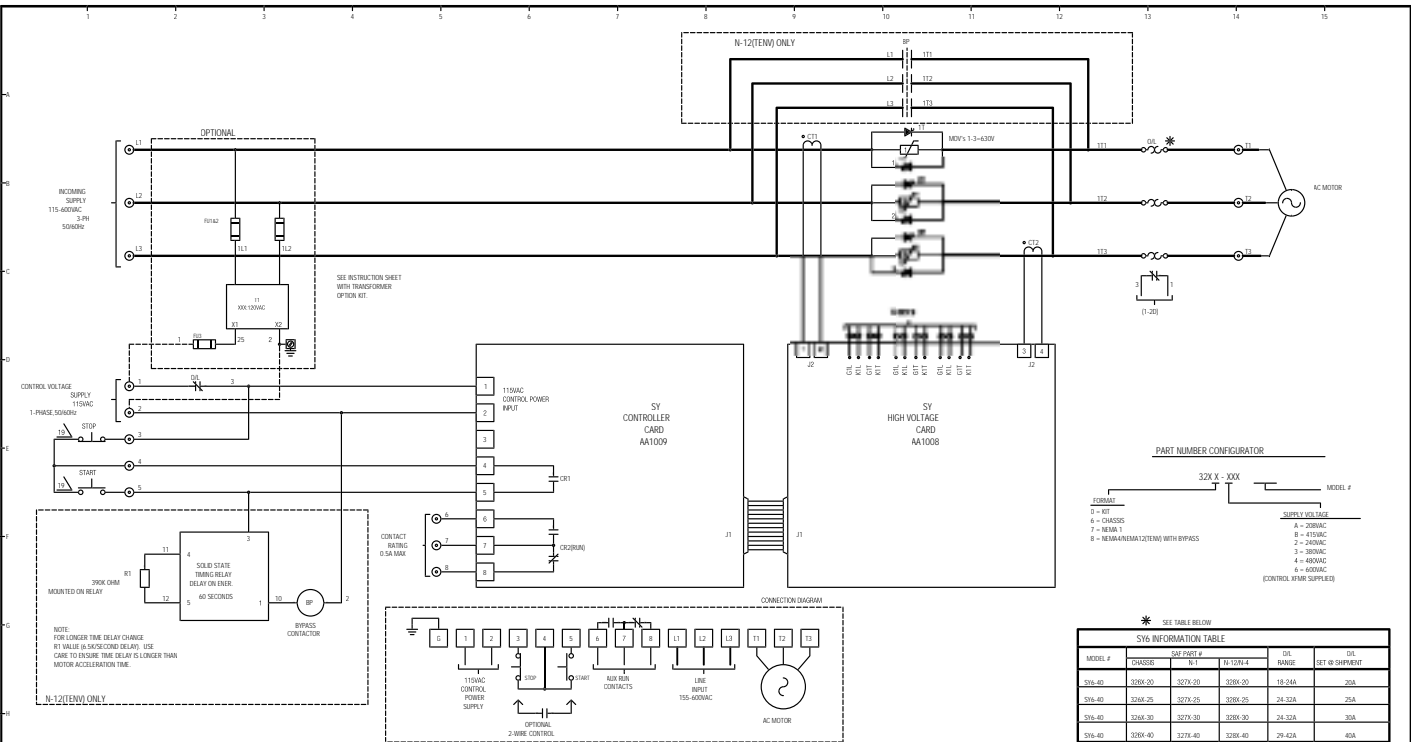 1 2 3 4 5 6 7 8 9 10 11 12 13 14 15
A
B
C
D
E
F
G
H
N-12(TENV) ONLY
BP
L1 1T1
L2 1T2
L3 1T3
OPTIONAL
L1
L2
L3
INCOMING
SUPPLY
115-600VAC
3-PH
50/60Hz
FU1&2
1L1 1L2
XXX:120VAC
X1 X2
1 FU3 25 2
SEE INSTRUCTION SHEET
WITH TRANSFORMER
OPTION KIT.
CT1
1T
MOV's 1-3=630V
CT2
1T1 O/L T1
1T2 T2
1T3 T3
AC MOTOR
3 1
(1-2D)
J2
G1L K1L G1T K1T G1L K1L G1T K1T G1L K1L G1T K1T
3 4
J2
CONTROL VOLTAGE
SUPPLY
115VAC
1-PHASE,50/60Hz
1 O/L 3
2
STOP
19
3
4
START
19
5
1 115VAC
CONTROL POWER
INPUT
2
3
4
5
CR1
6
7
8
CR2(RUN)
CONTACT
RATING
0.5A MAX
6
7
8
SY
CONTROLLER
CARD
AA1009
J1
J1
SY
HIGH VOLTAGE
CARD
AA1008
3
11 4
SOLID STATE
TIMING RELAY
DELAY ON ENER.
60 SECONDS
R1
390K OHM
MOUNTED ON RELAY
12 5
1 10 BP 2
BYPASS
CONTACTOR
NOTE:
FOR LONGER TIME DELAY CHANGE
R1 VALUE (6.5K/SECOND DELAY). USE
CARE TO ENSURE TIME DELAY IS LONGER THAN
MOTOR ACCELERATION TIME.
N-12(TENV) ONLY
CONNECTION DIAGRAM
G 1 2 3 4 5 6 7 8 L1 L2 L3 T1 T2 T3
115VAC
CONTROL
POWER
SUPPLY
STOP START
OPTIONAL
2-WIRE CONTROL
AUX RUN
CONTACTS
LINE
INPUT
155-600VAC
AC MOTOR
PART NUMBER CONFIGURATOR
32X X - XXX
MODEL #
FORMAT
0 = KIT
6 = CHASSIS
7 = NEMA 1
8 = NEMA4/NEMA12(TENV) WITH BYPASS
SUPPLY VOLTAGE
A = 208VAC
B = 415VAC
2 = 240VAC
3 = 380VAC
4 = 480VAC
6 = 600VAC
(CONTROL XFMR SUPPLIED)
SEE TABLE BELOW
SY6 INFORMATION TABLE
MODEL # SAF PART # O/L RANGE O/L SET @ SHIPMENT
CHASSIS N-1 N-12/N-4
SY6-40 326X-20 327X-20 328X-20 18-24A 20A
SY6-40 326X-25 327X-25 328X-25 24-32A 25A
SY6-40 326X-30 327X-30 328X-30 24-32A 30A
SY6-40 326X-40 327X-40 328X-40 29-42A 40A